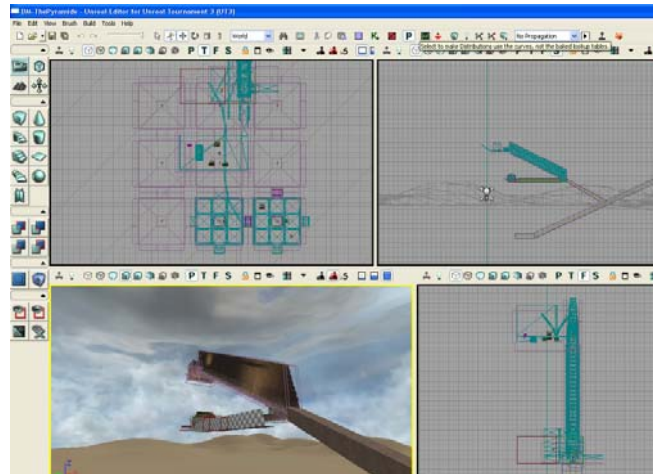 DM-ThePyramide - Unreal Editor for Unreal Tournament 3 (UT3)
File Edit View Brush Build Tools Help
World
No Propagation
Select to make Distributions use the curves, not the baked lookup tables.
P T F S
P T F S
P T F S